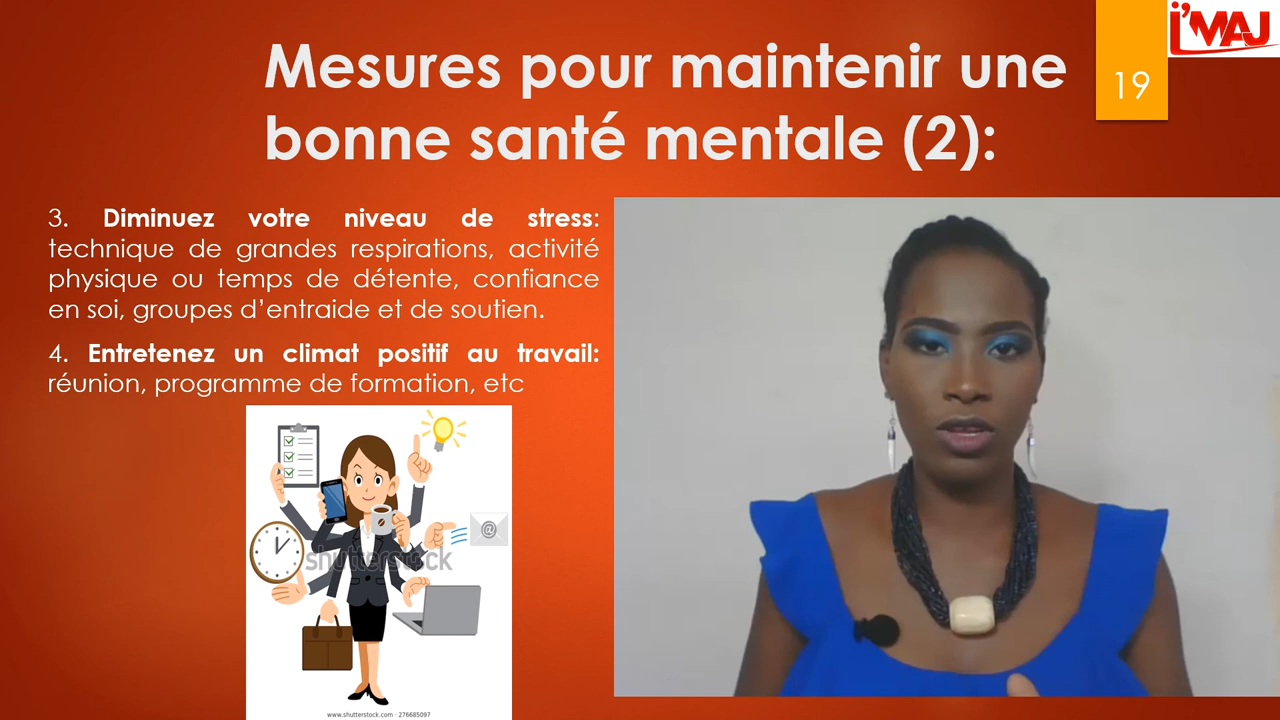 Mesures pour maintenir une
bonne santé mentale (2):
19
i'MAJ
3. Diminuez votre niveau de stress:
technique de grandes respirations, activité
physique ou temps de détente, confiance
en soi, groupes d'entraide et de soutien.
4. Entretenez un climat positif au travail:
réunion, programme de formation, etc
@
shutterstock
www.shutterstock.com · 276685097